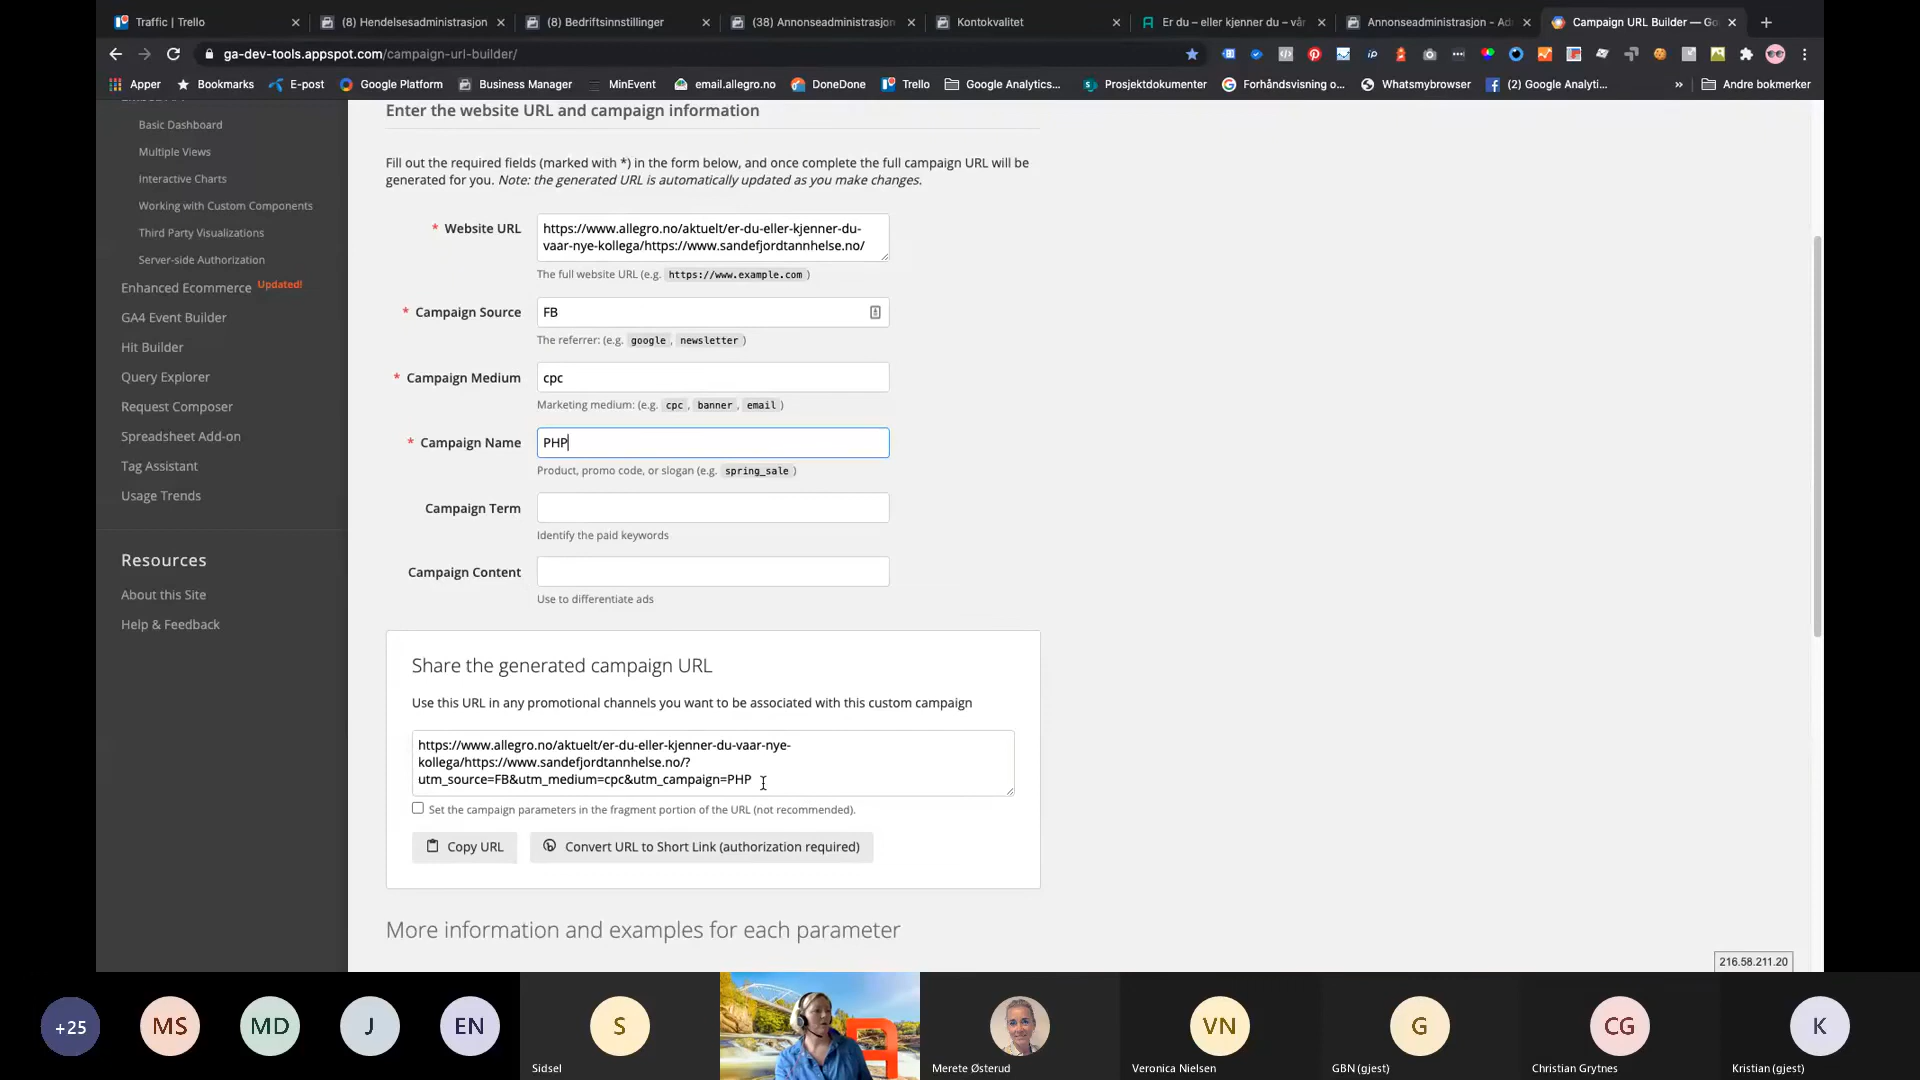 Traffic | Trello
(8) Hendelsesadministrasjon
(8) Bedriftsinnstillinger
(38) Annonseadministrasjon
Kontokvalitet
Er du – eller kjenner du – vår
Annonseadministrasjon - Ad
Campaign URL Builder — Go
ga-dev-tools.appspot.com/campaign-url-builder/
Apper
Bookmarks
E-post
Google Platform
Business Manager
MinEvent
email.allegro.no
DoneDone
Trello
Google Analytics...
Prosjektdokumenter
Forhåndsvisning o...
Whatsmybrowser
(2) Google Analyti...
»
Andre bokmerker
Basic Dashboard
Multiple Views
Interactive Charts
Working with Custom Components
Third Party Visualizations
Server-side Authorization
Enhanced Ecommerce Updated!
GA4 Event Builder
Hit Builder
Query Explorer
Request Composer
Spreadsheet Add-on
Tag Assistant
Usage Trends
Resources
About this Site
Help & Feedback
Enter the website URL and campaign information
Fill out the required fields (marked with *) in the form below, and once complete the full campaign URL will be
generated for you. Note: the generated URL is automatically updated as you make changes.
* Website URL
https://www.allegro.no/aktuelt/er-du-eller-kjenner-du-
vaar-nye-kollega/https://www.sandefjordtannhelse.no/
The full website URL (e.g. https://www.example.com )
* Campaign Source
FB
The referrer: (e.g. google , newsletter )
* Campaign Medium
cpc
Marketing medium: (e.g. cpc , banner , email )
* Campaign Name
PHP
Product, promo code, or slogan (e.g. spring_sale )
Campaign Term
Identify the paid keywords
Campaign Content
Use to differentiate ads
Share the generated campaign URL
Use this URL in any promotional channels you want to be associated with this custom campaign
https://www.allegro.no/aktuelt/er-du-eller-kjenner-du-vaar-nye-
kollega/https://www.sandefjordtannhelse.no/?
utm_source=FB&utm_medium=cpc&utm_campaign=PHP
Set the campaign parameters in the fragment portion of the URL (not recommended).
Copy URL
Convert URL to Short Link (authorization required)
More information and examples for each parameter
216.58.211.20
+25
MS
MD
J
EN
S
VN
G
CG
K
Sidsel
Merete Østerud
Veronica Nielsen
GBN (gjest)
Christian Grytnes
Kristian (gjest)